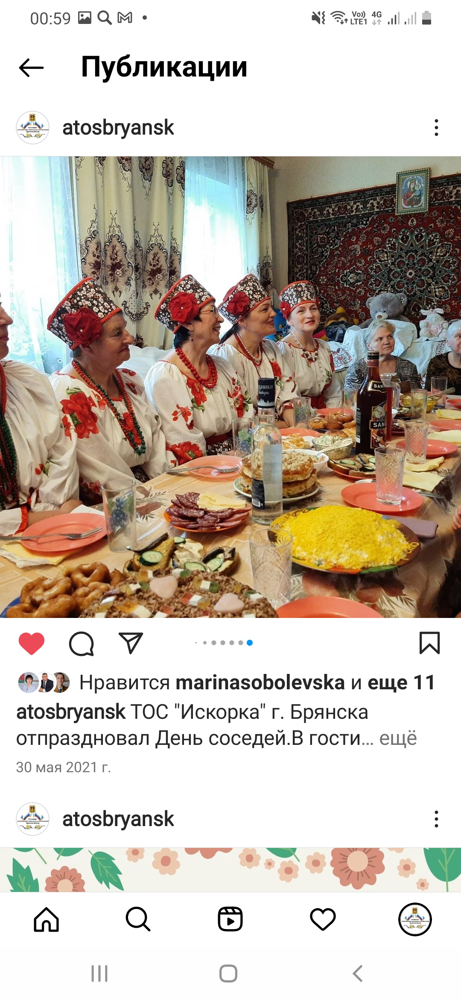 00:59
Vo))
LTE1
4G
Публикации
atosbryansk
SANG
Нравится marinasobolevska и еще 11
atosbryansk ТОС "Искорка" г. Брянска
отпраздновал День соседей.В гости... ещё
30 мая 2021 г.
atosbryansk